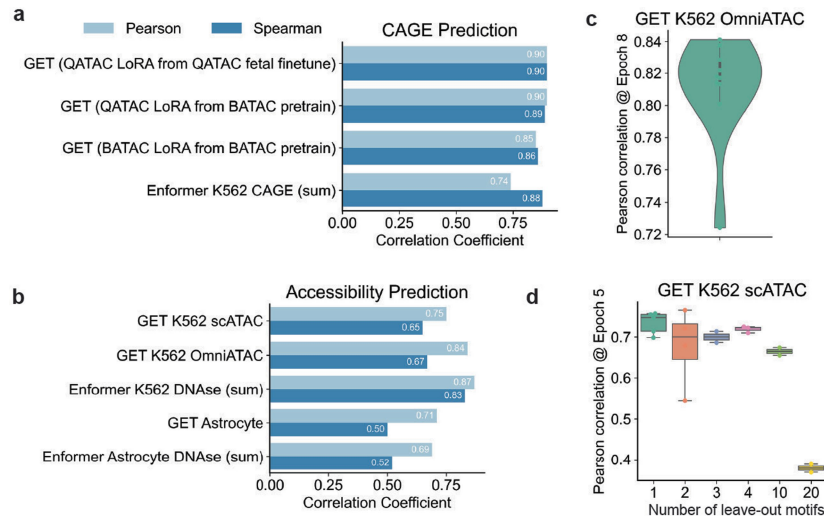 a
CAGE Prediction
Pearson
Spearman
GET (QATAC LoRA from QATAC fetal finetune)
0.90
0.90
GET (QATAC LoRA from BATAC pretrain)
0.90
0.89
GET (BATAC LoRA from BATAC pretrain)
0.85
0.86
Enformer K562 CAGE (sum)
0.74
0.88
0.00
0.25
0.50
0.75
Correlation Coefficient
b
Accessibility Prediction
GET K562 scATAC
0.75
0.65
GET K562 OmniATAC
0.84
0.67
Enformer K562 DNAse (sum)
0.87
0.83
GET Astrocyte
0.71
0.50
Enformer Astrocyte DNAse (sum)
0.69
0.52
0.00
0.25
0.50
0.75
Correlation Coefficient
c
GET K562 OmniATAC
Pearson correlation @ Epoch 8
0.84
0.82
0.80
0.78
0.76
0.74
0.72
d
GET K562 scATAC
Pearson correlation @ Epoch 5
0.7
0.6
0.5
0.4
1
2
3
4
10
20
Number of leave-out motifs